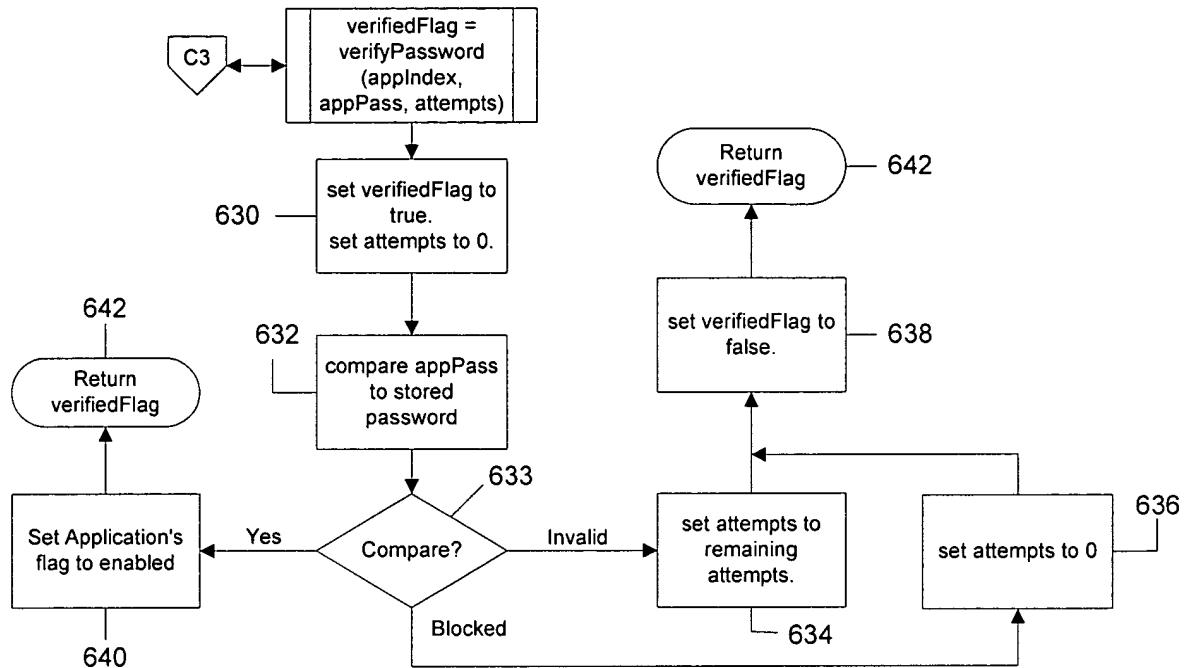 C3
verifiedFlag =
verifyPassword
(appIndex,
appPass, attempts)
630
set verifiedFlag to
true.
set attempts to 0.
Return
verifiedFlag
642
642
Return
verifiedFlag
632
compare appPass
to stored
password
set verifiedFlag to
false.
638
633
Set Application's
flag to enabled
640
Yes
Compare?
Invalid
Blocked
set attempts to
remaining
attempts.
634
set attempts to 0
636